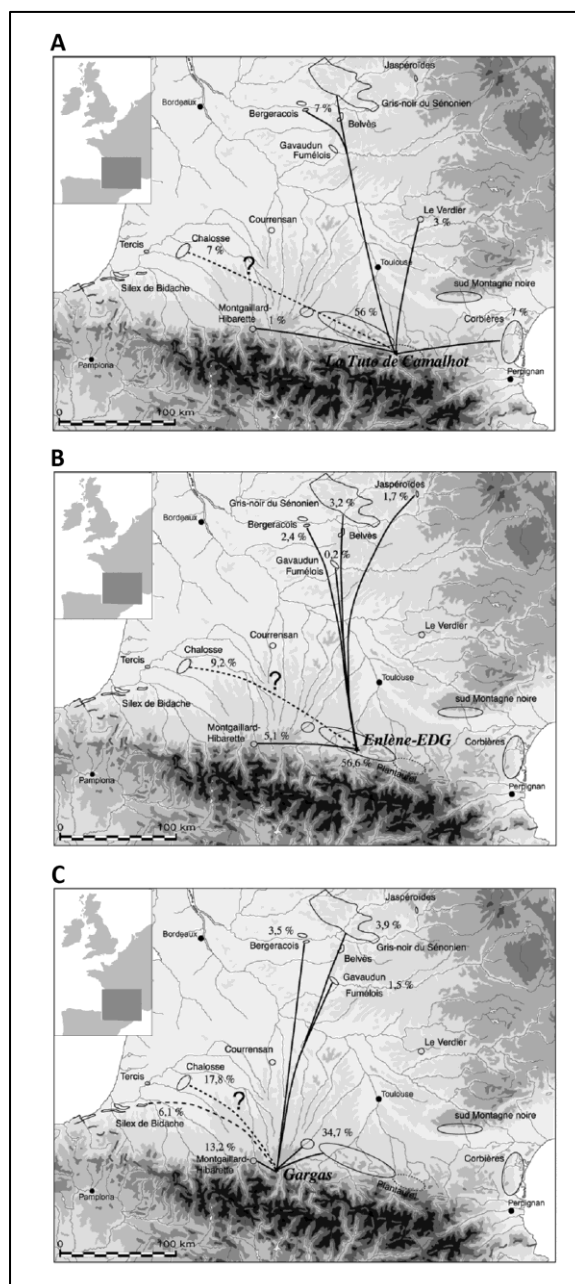 A
Jaspéroïdes
Bordeaux
7 %
Gris-noir du Sénonien
Bergeracois
Belvès
Gavaudun
Fumélois
Le Verdier
3 %
Chalosse
7 %
Courrensan
Tercis
?
Toulouse
Silex de Bidache
sud Montagne noire
Montgaillard-
Hibarette
1 %
56 %
Corbières
7 %
La Tuto de Camalhot
Pamplona
Perpignan
0
100 km
B
Jaspéroïdes
1,7 %
Gris-noir du Sénonien
3,2 %
Bordeaux
Bergeracois
2,4 %
Belvès
0,2 %
Gavaudun
Fumélois
Le Verdier
Courrensan
Chalosse
9,2 %
Tercis
?
Toulouse
Silex de Bidache
sud Montagne noire
Montgaillard-
Hibarette
5,1 %
Enlène-EDG
Corbières
56,6 %
Plantaurel
Pamplona
Perpignan
0
100 km
C
Jaspéroïdes
3,5 %
3,9 %
Bordeaux
Bergeracois
Gris-noir du Sénonien
Belvès
Gavaudun
Fumélois
1,5 %
Courrensan
Le Verdier
Chalosse
17,8 %
Tercis
?
Toulouse
6,1 %
Silex de Bidache
34,7 %
sud Montagne noire
13,2 %
Montgaillard-
Hibarette
Gargas
Corbières
Plantaurel
Pamplona
Perpignan
0
100 km